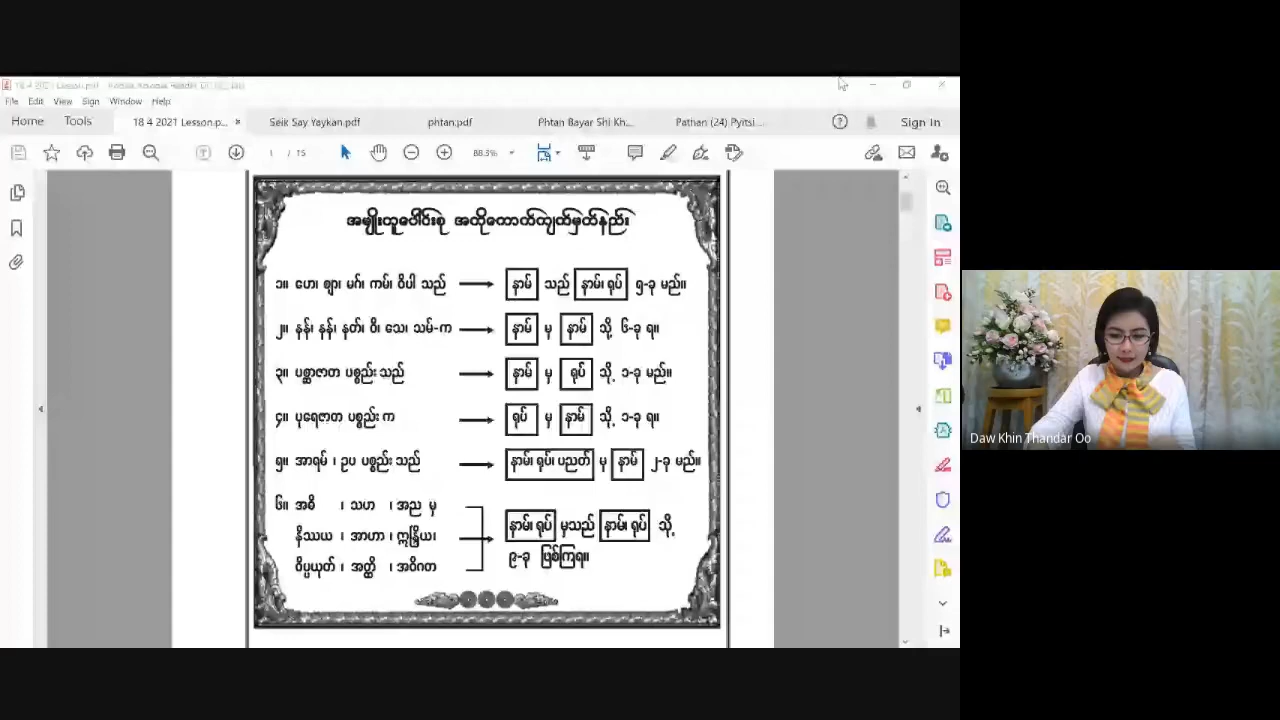 File Edit View Sign Window Help
Home Tools 18 4 2021 Lesson.p... × Seik Say Yaykan.pdf phtan.pdf Phtan Bayar Shi Kh... Pathan (24) Pyitsi... Sign In
1 / 15 88.3%
အမျိုးတူပေါင်းစု အတိုကောက်ကျက်မှတ်နည်း
၁။ ဟေ၊ ဈာ၊ မဂ်၊ ကမ်၊ ဝိပါ သည် နာမ် သည် နာမ်၊ ရုပ် ၅-ခု မည်။
၂။ နန်၊ နန်၊ နတ်၊ ဝိ၊ သေ၊ သမ်-က နာမ် မှ နာမ် သို့ ၆-ခု ရ။
၃။ ပစ္ဆာဇာတ ပစ္စည်း သည် နာမ် မှ ရုပ် သို့ ၁-ခု မည်။
၄။ ပုရေဇာတ ပစ္စည်း က ရုပ် မှ နာမ် သို့ ၁-ခု ရ။
၅။ အာရမ် ၊ ဥပ ပစ္စည်း သည် နာမ်၊ ရုပ်၊ ပညတ် မှ နာမ် ၂-ခု မည်။
၆။ အဓိ ၊ သဟ ၊ အည မှ
နိဿယ ၊ အာဟာ ၊ ဣန္ဒြိယ၊ နာမ်၊ ရုပ် မှသည် နာမ်၊ ရုပ် သို့
ဝိပ္ပယုတ် ၊ အတ္ထိ ၊ အဝိဂတ ၉-ခု ဖြစ်ကြရ။
Daw Khin Thandar Oo